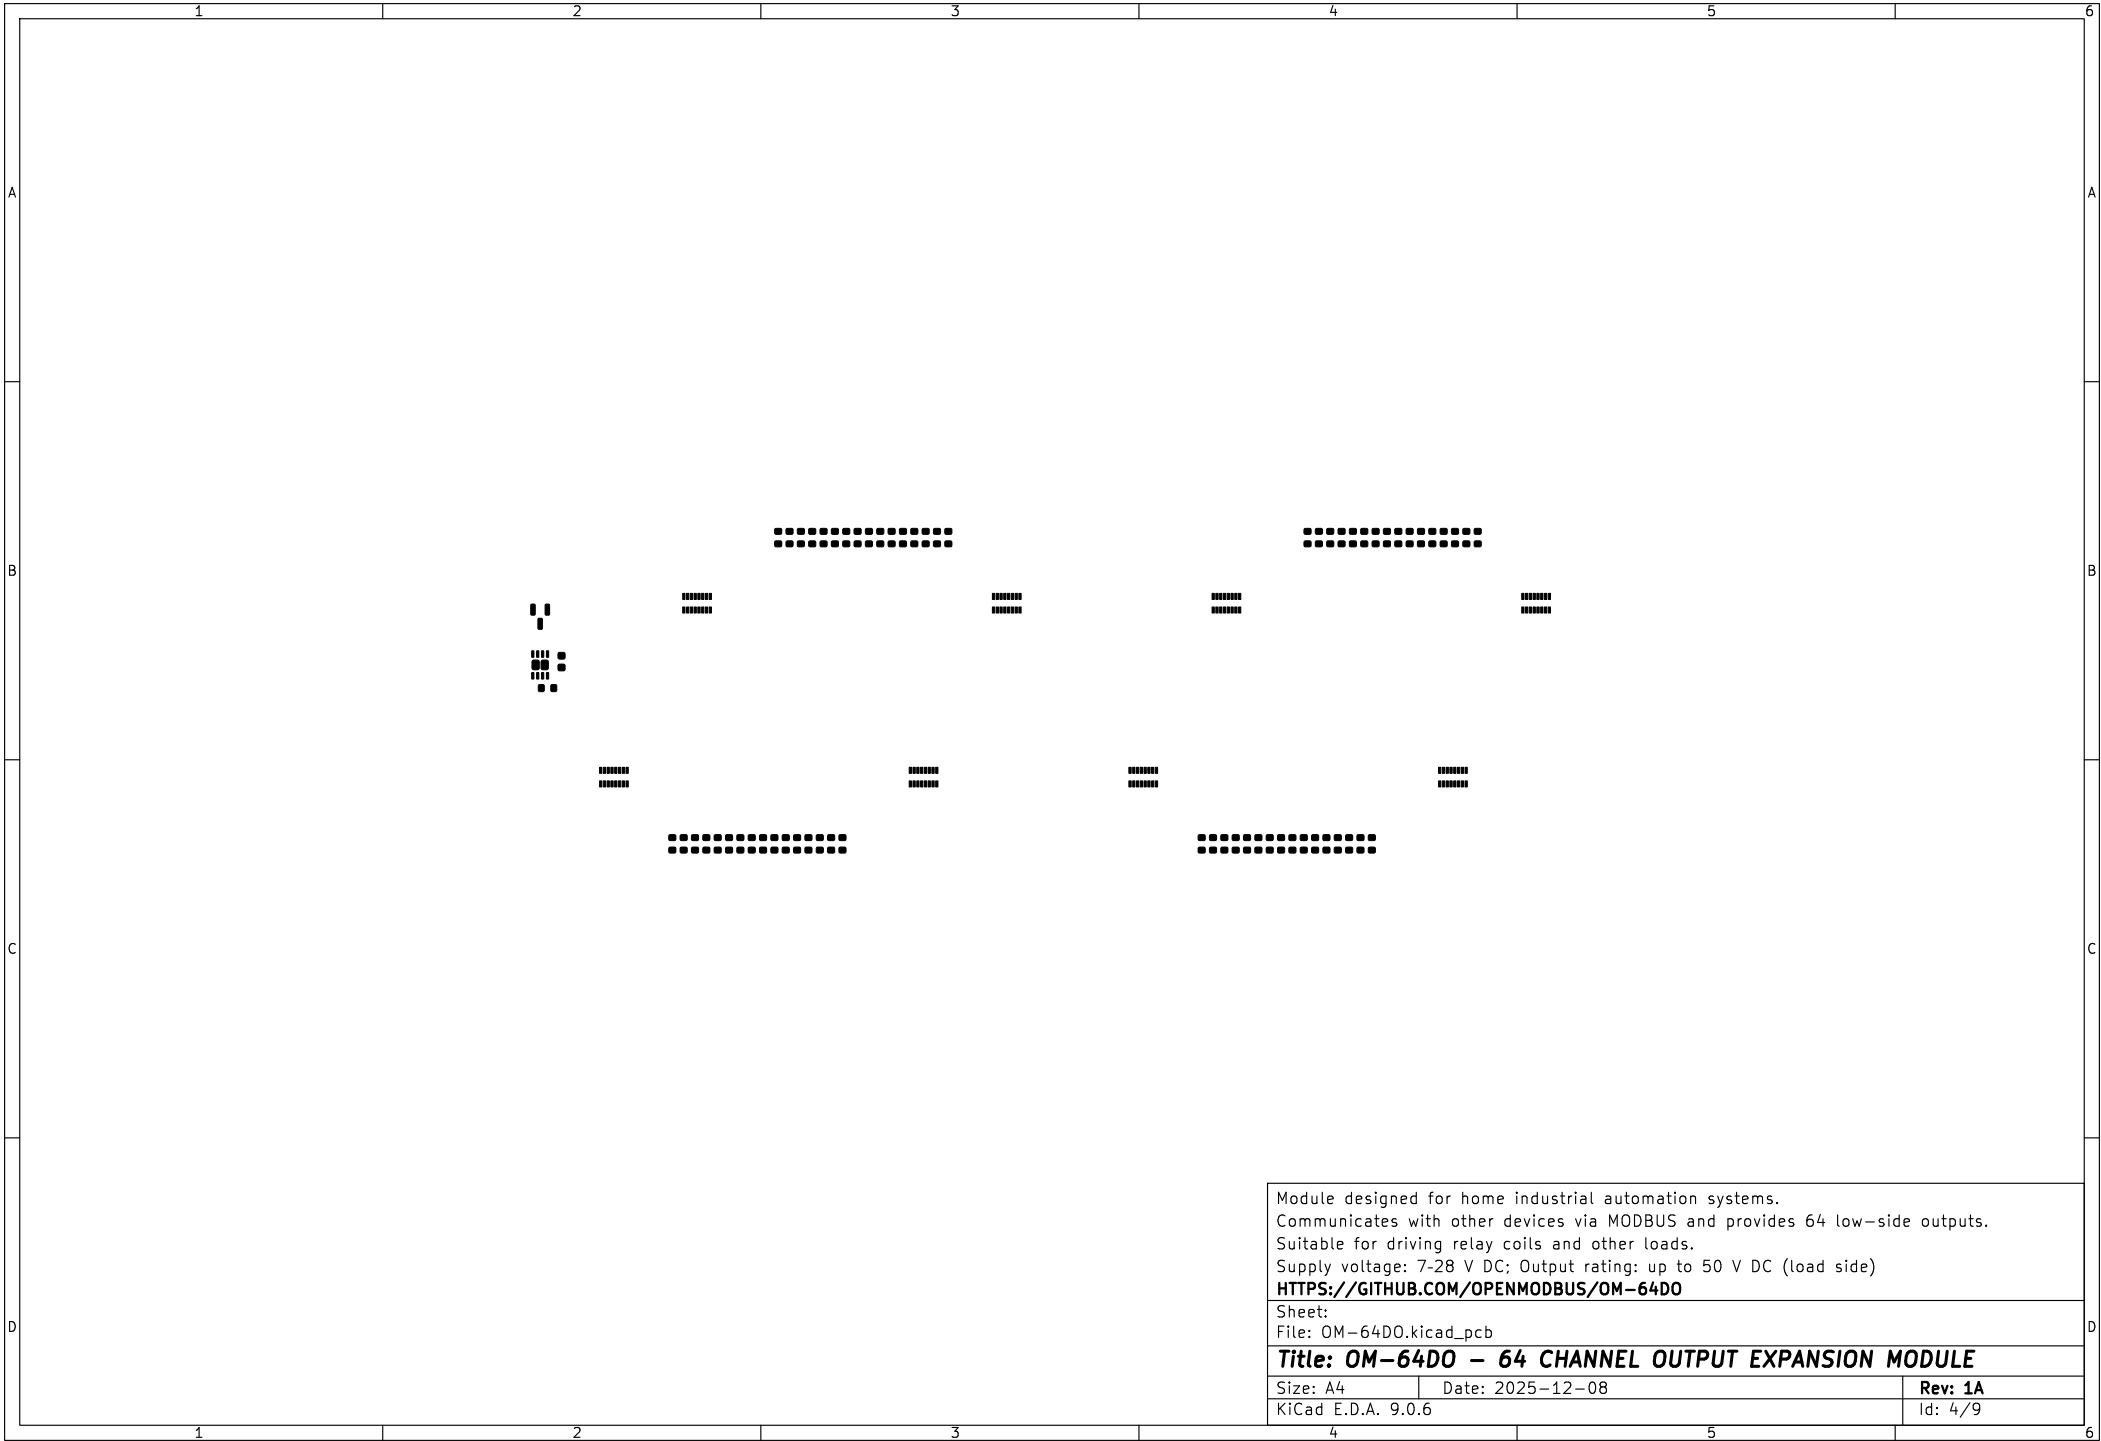 1 2 3 4 5 6
A A
B B
C C
Module designed for home industrial automation systems.
Communicates with other devices via MODBUS and provides 64 low-side outputs.
Suitable for driving relay coils and other loads.
Supply voltage: 7-28 V DC; Output rating: up to 50 V DC (load side)
HTTPS://GITHUB.COM/OPENMODBUS/OM-64DO
Sheet:
D D
File: OM-64DO.kicad_pcb
Title: OM-64DO - 64 CHANNEL OUTPUT EXPANSION MODULE
Size: A4 Date: 2025-12-08 Rev: 1A
KiCad E.D.A. 9.0.6 Id: 4/9
1 2 3 4 5 6